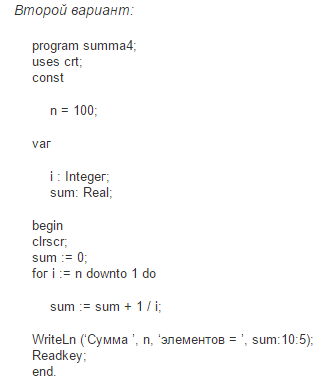 Второй вариант:
program summa4;
uses crt;
const
n = 100;
var
i : Integer;
sum: Real;
begin
clrscr;
sum := 0;
for i := n downto 1 do
sum := sum + 1 / i;
WriteLn (‘Сумма ’, n, ‘элементов = ’, sum:10:5);
Readkey;
end.